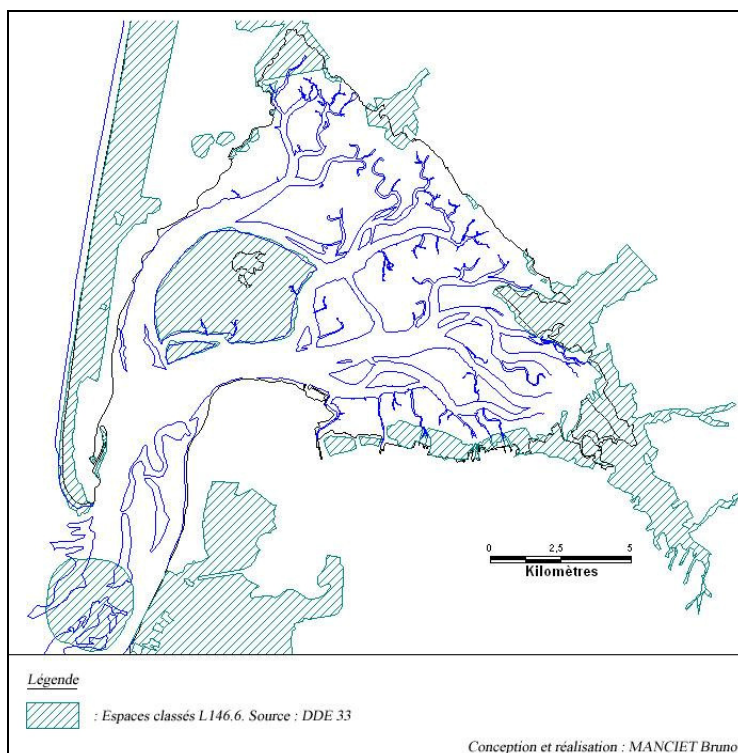 0 2,5 5
Kilomètres
Légende
: Espaces classés L146.6. Source : DDE 33
Conception et réalisation : MANCIET Bruno